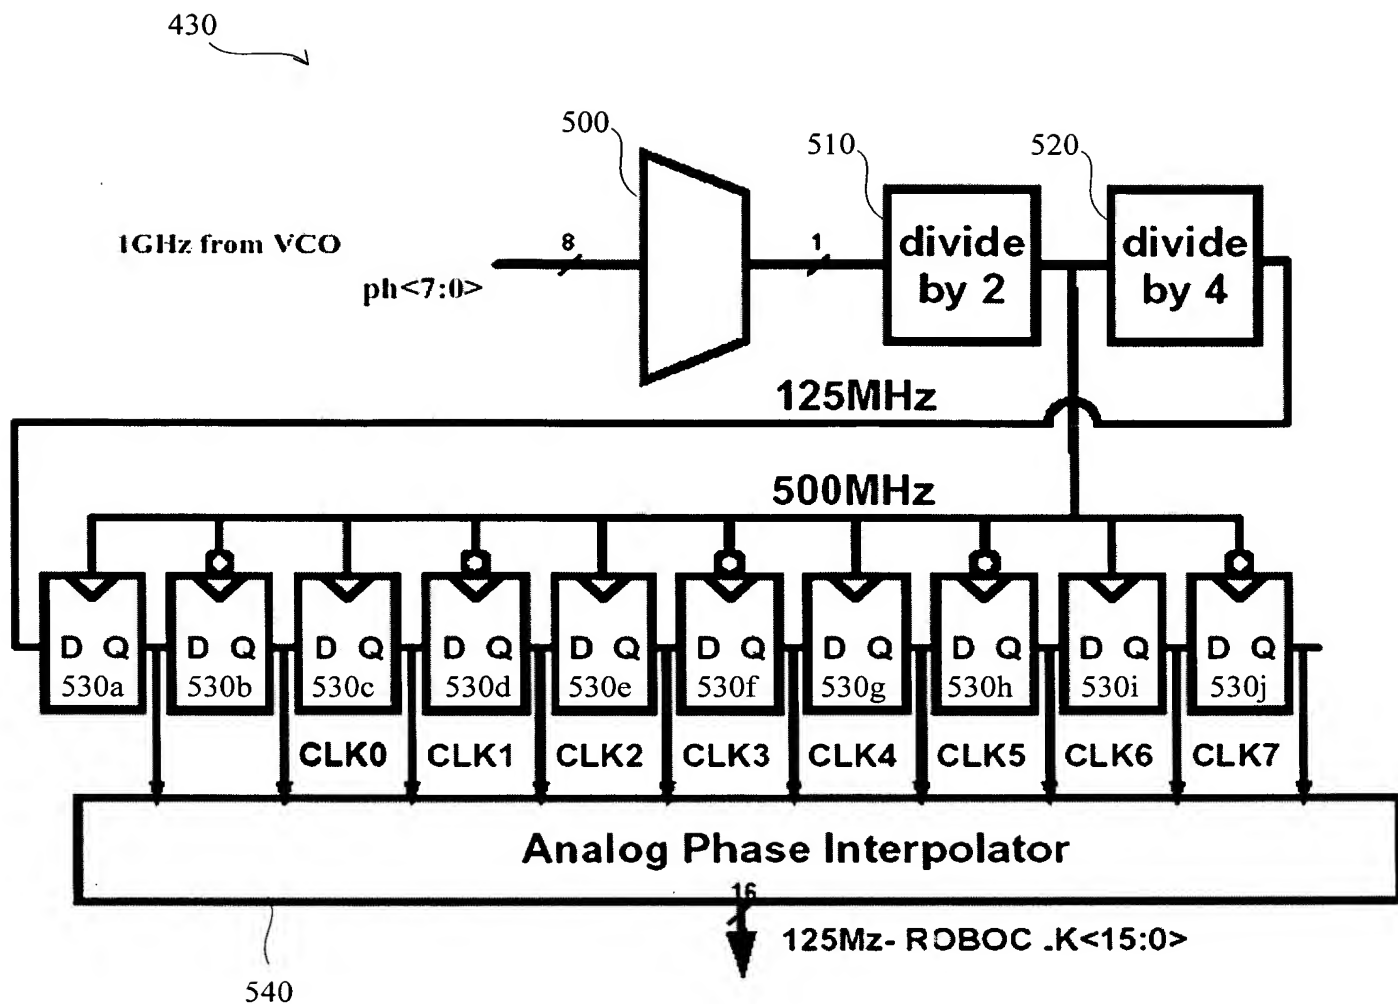 430
500
510
520
1GHz from VCO
8
1
divide
by 2
divide
by 4
ph<7:0>
125MHz
500MHz
D Q
530a
D Q
530b
D Q
530c
D Q
530d
D Q
530e
D Q
530f
D Q
530g
D Q
530h
D Q
530i
D Q
530j
CLK0 CLK1 CLK2 CLK3 CLK4 CLK5 CLK6 CLK7
Analog Phase Interpolator
16
125Mz-
540